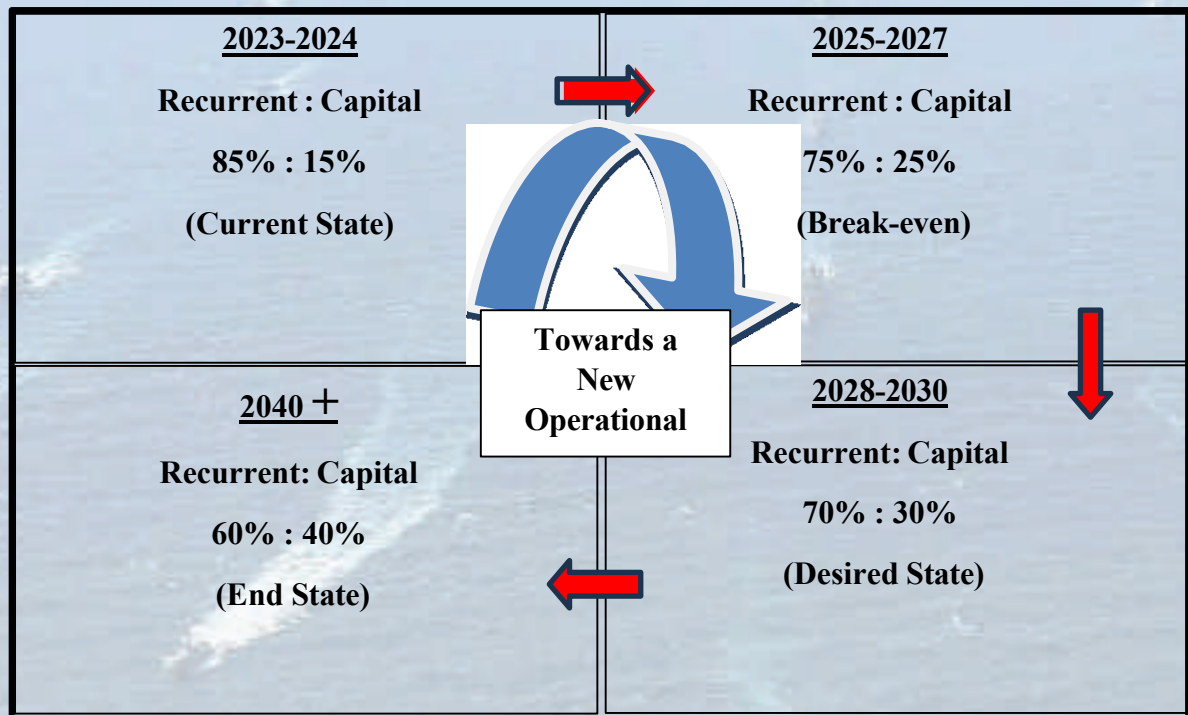 2023-2024
Recurrent : Capital
85% : 15%
(Current State)
2025-2027
Recurrent : Capital
75% : 25%
(Break-even)
Towards a
New
Operational
2040 +
Recurrent: Capital
60% : 40%
(End State)
2028-2030
Recurrent: Capital
70% : 30%
(Desired State)